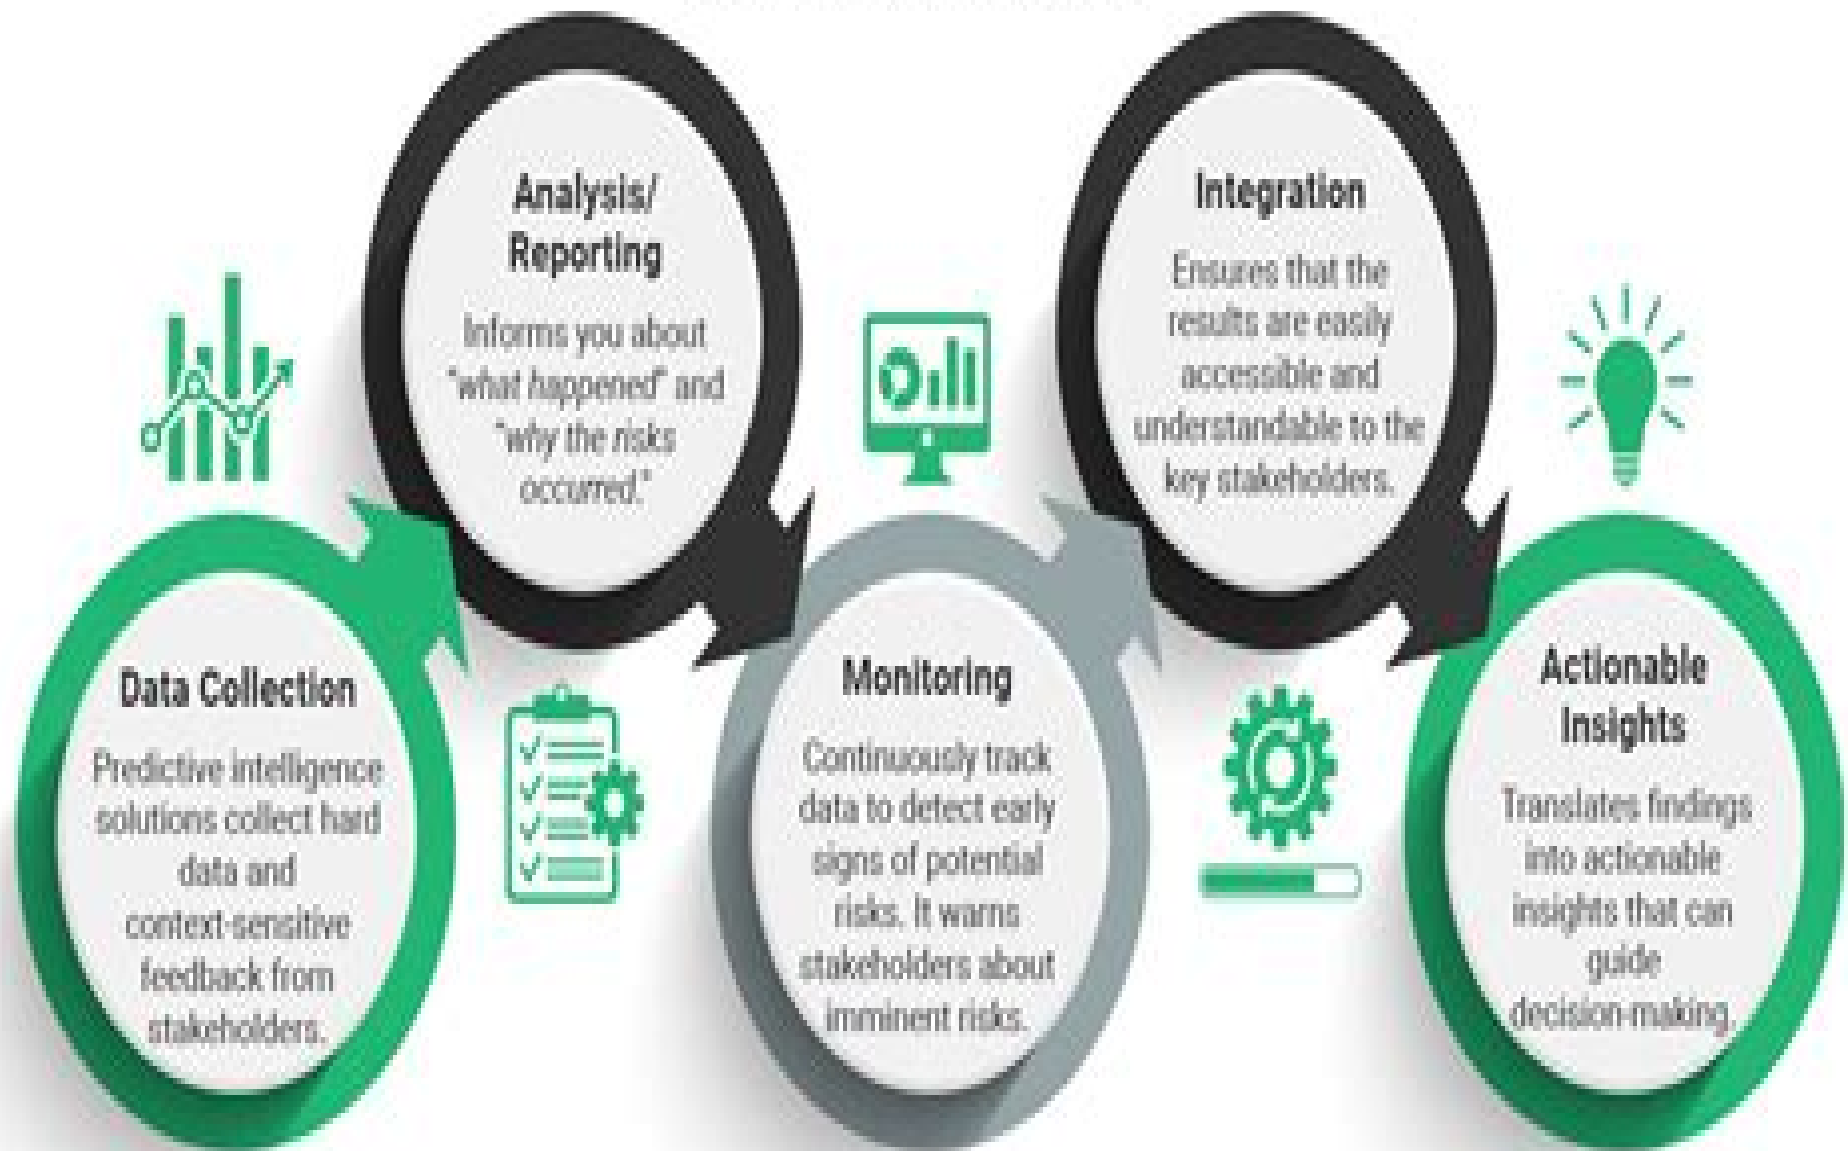 Data Collection
Predictive intelligence
solutions collect hard
data and
context-sensitive
feedback from
stakeholders.
Analysis/
Reporting
Informs you about
"what happened" and
"why the risks
occurred."
Monitoring
Continuously track
data to detect early
signs of potential
risks. It warns
stakeholders about
imminent risks.
Integration
Ensures that the
results are easily
accessible and
understandable to the
key stakeholders.
Actionable
Insights
Translates findings
into actionable
insights that can
guide
decision-making.